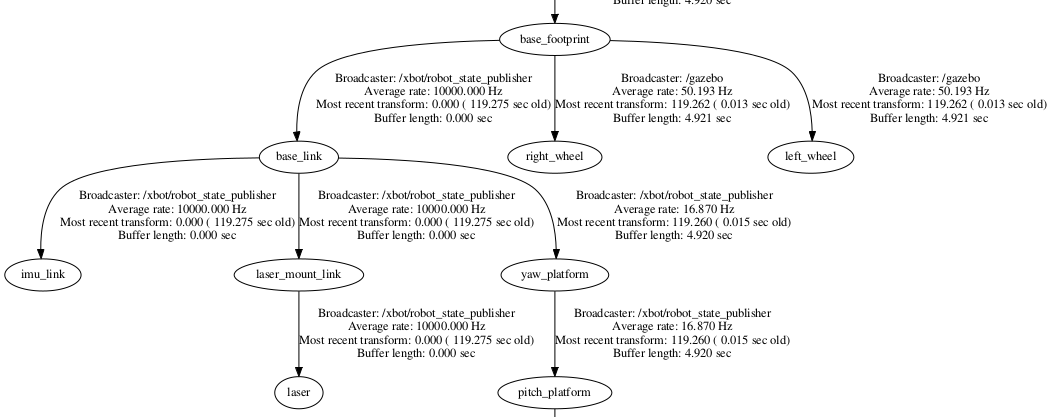 Buffer length: 4.920 sec
base_footprint
Broadcaster: /xbot/robot_state_publisher
Average rate: 10000.000 Hz
Most recent transform: 0.000 ( 119.275 sec old)
Buffer length: 0.000 sec
Broadcaster: /gazebo
Average rate: 50.193 Hz
Most recent transform: 119.262 ( 0.013 sec old)
Buffer length: 4.921 sec
Broadcaster: /gazebo
Average rate: 50.193 Hz
Most recent transform: 119.262 ( 0.013 sec old)
Buffer length: 4.921 sec
base_link
right_wheel
left_wheel
Broadcaster: /xbot/robot_state_publisher
Average rate: 10000.000 Hz
Most recent transform: 0.000 ( 119.275 sec old)
Buffer length: 0.000 sec
Broadcaster: /xbot/robot_state_publisher
Average rate: 10000.000 Hz
Most recent transform: 0.000 ( 119.275 sec old)
Buffer length: 0.000 sec
Broadcaster: /xbot/robot_state_publisher
Average rate: 16.870 Hz
Most recent transform: 119.260 ( 0.015 sec old)
Buffer length: 4.920 sec
imu_link
laser_mount_link
yaw_platform
Broadcaster: /xbot/robot_state_publisher
Average rate: 10000.000 Hz
Most recent transform: 0.000 ( 119.275 sec old)
Buffer length: 0.000 sec
Broadcaster: /xbot/robot_state_publisher
Average rate: 16.870 Hz
Most recent transform: 119.260 ( 0.015 sec old)
Buffer length: 4.920 sec
laser
pitch_platform